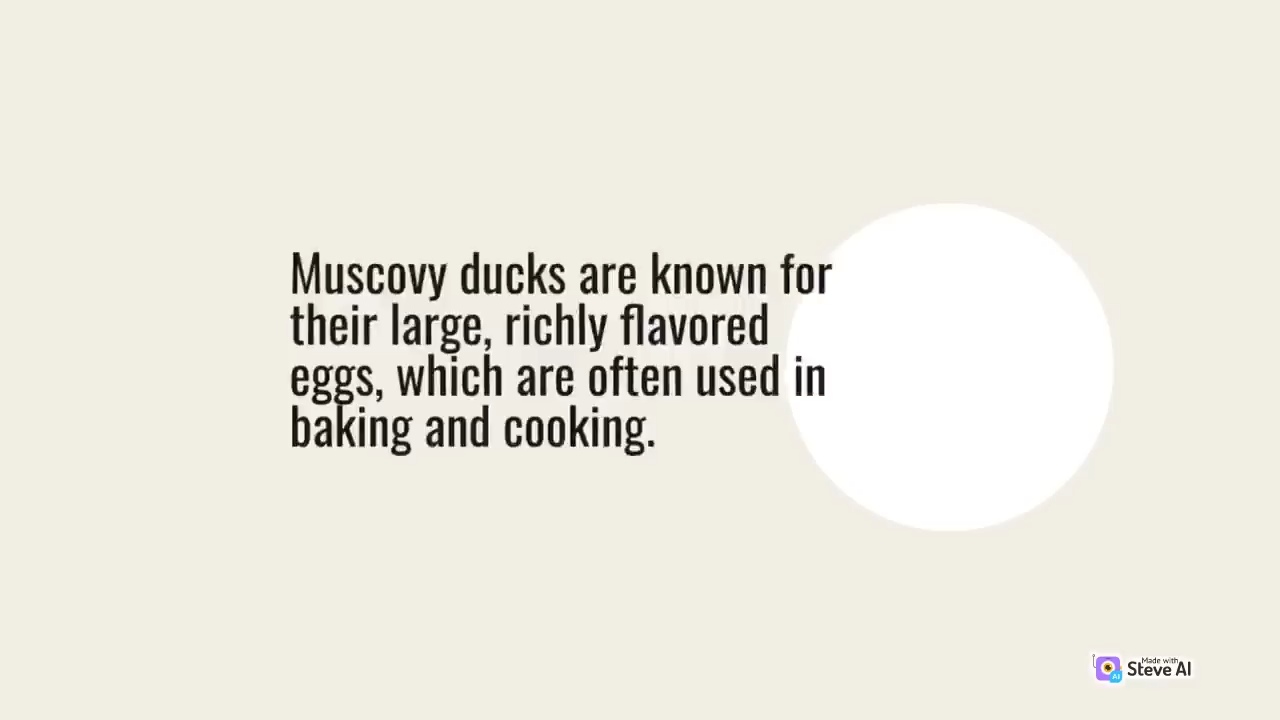 Muscovy ducks are known for
their large, richly flavored
eggs, which are often used in
baking and cooking.
Made with
Steve AI
AI